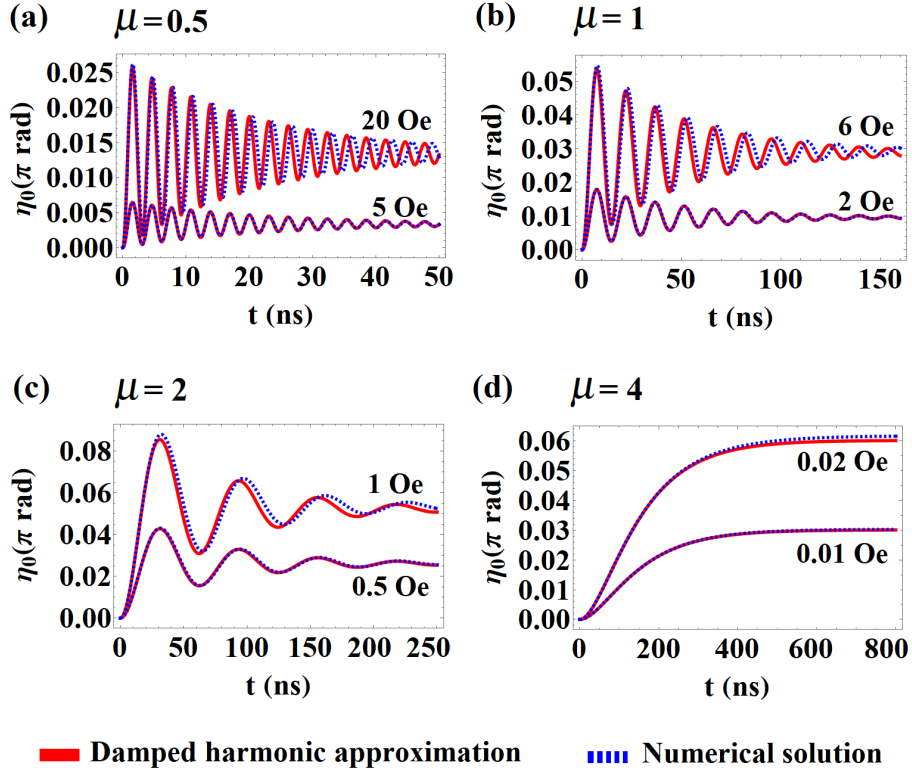 (a) μ = 0.5
η0(π rad)
0.025
0.020
0.015
0.010
0.005
0.000
20 Oe
5 Oe
0 10 20 30 40 50
t (ns)
(b) μ = 1
η0(π rad)
0.05
0.04
0.03
0.02
0.01
0.00
6 Oe
2 Oe
0 50 100 150
t (ns)
(c) μ = 2
η0(π rad)
0.08
0.06
0.04
0.02
0.00
1 Oe
0.5 Oe
0 50 100 150 200 250
t (ns)
(d) μ = 4
η0(π rad)
0.06
0.05
0.04
0.03
0.02
0.01
0.00
0.02 Oe
0.01 Oe
0 200 400 600 800
t (ns)
Damped harmonic approximation Numerical solution